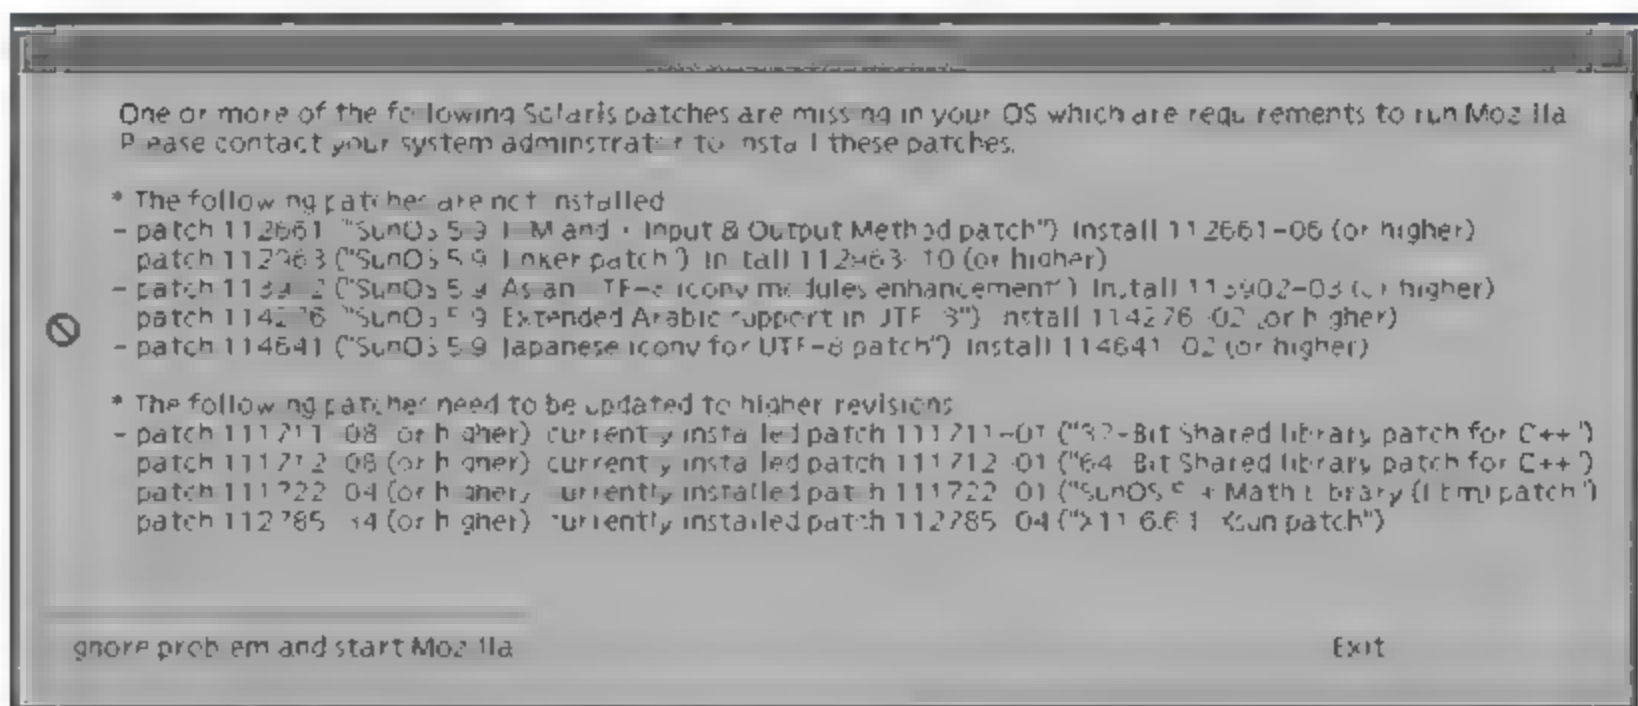 One or more of the following Solaris patches are missing in your OS which are requirements to run Mozilla
Please contact your system adminstrator to install these patches.
* The following patches are not installed
- patch 112661 ("SunOS 5.9 and Input & Output Method patch") Install 112661-06 (or higher)
patch 112963 ("SunOS 5.9 Linker patch") Install 112963-10 (or higher)
- patch ("SunOS 5.9 Asian iconv modules enhancement") Install 113902-03 (or higher)
patch 114276 "SunOS 5.9 Extended Arabic support in UTF-8") Install 114276-02 (or higher)
- patch 114641 ("SunOS 5.9 Japanese iconv for UTF-8 patch") Install 114641-02 (or higher)
* The following patches need to be updated to higher revisions
- patch 111711-08 (or higher) currently installed patch 111711-01 ("32-Bit Shared library patch for C++")
patch 111712-08 (or higher) currently installed patch 111712-01 ("64-Bit Shared library patch for C++")
patch 111722-04 (or higher) currently installed patch 111722-01 ("SunOS Math Library (libm) patch")
patch 112785 (or higher) currently installed patch 112785-04 ("X11 6.6.1 Xsun patch")
Ignore problem and start Mozilla
Exit